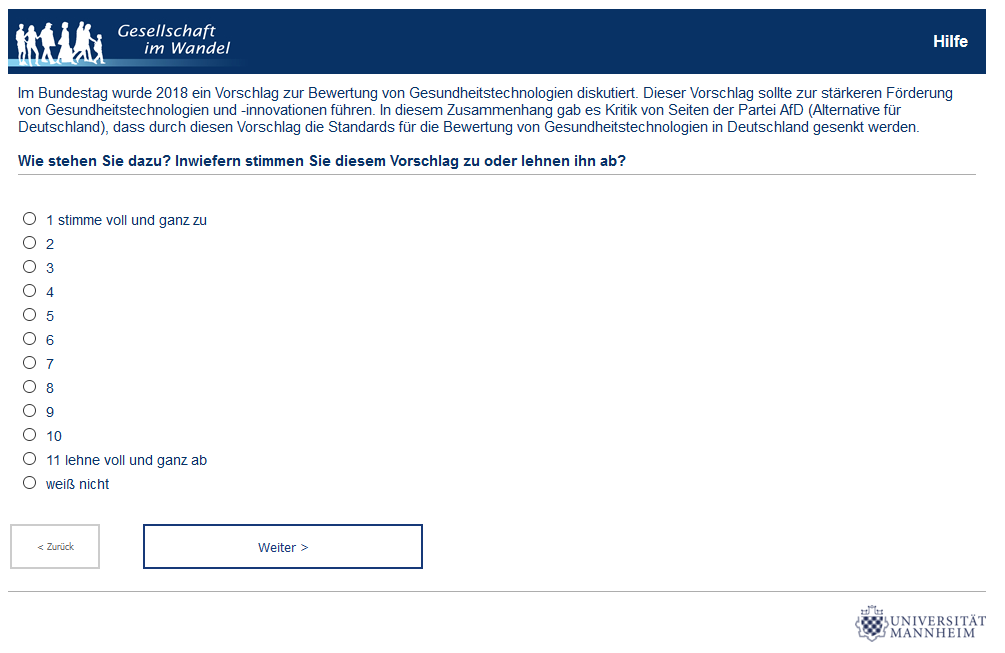 Gesellschaft
im Wandel
Hilfe
Im Bundestag wurde 2018 ein Vorschlag zur Bewertung von Gesundheitstechnologien diskutiert. Dieser Vorschlag sollte zur stärkeren Förderung
von Gesundheitstechnologien und -innovationen führen. In diesem Zusammenhang gab es Kritik von Seiten der Partei AfD (Alternative für
Deutschland), dass durch diesen Vorschlag die Standards für die Bewertung von Gesundheitstechnologien in Deutschland gesenkt werden.
Wie stehen Sie dazu? Inwiefern stimmen Sie diesem Vorschlag zu oder lehnen ihn ab?
1 stimme voll und ganz zu
2
3
4
5
6
7
8
9
10
11 lehne voll und ganz ab
weiß nicht
< Zurück
Weiter >
UNIVERSITÄT
MANNHEIM